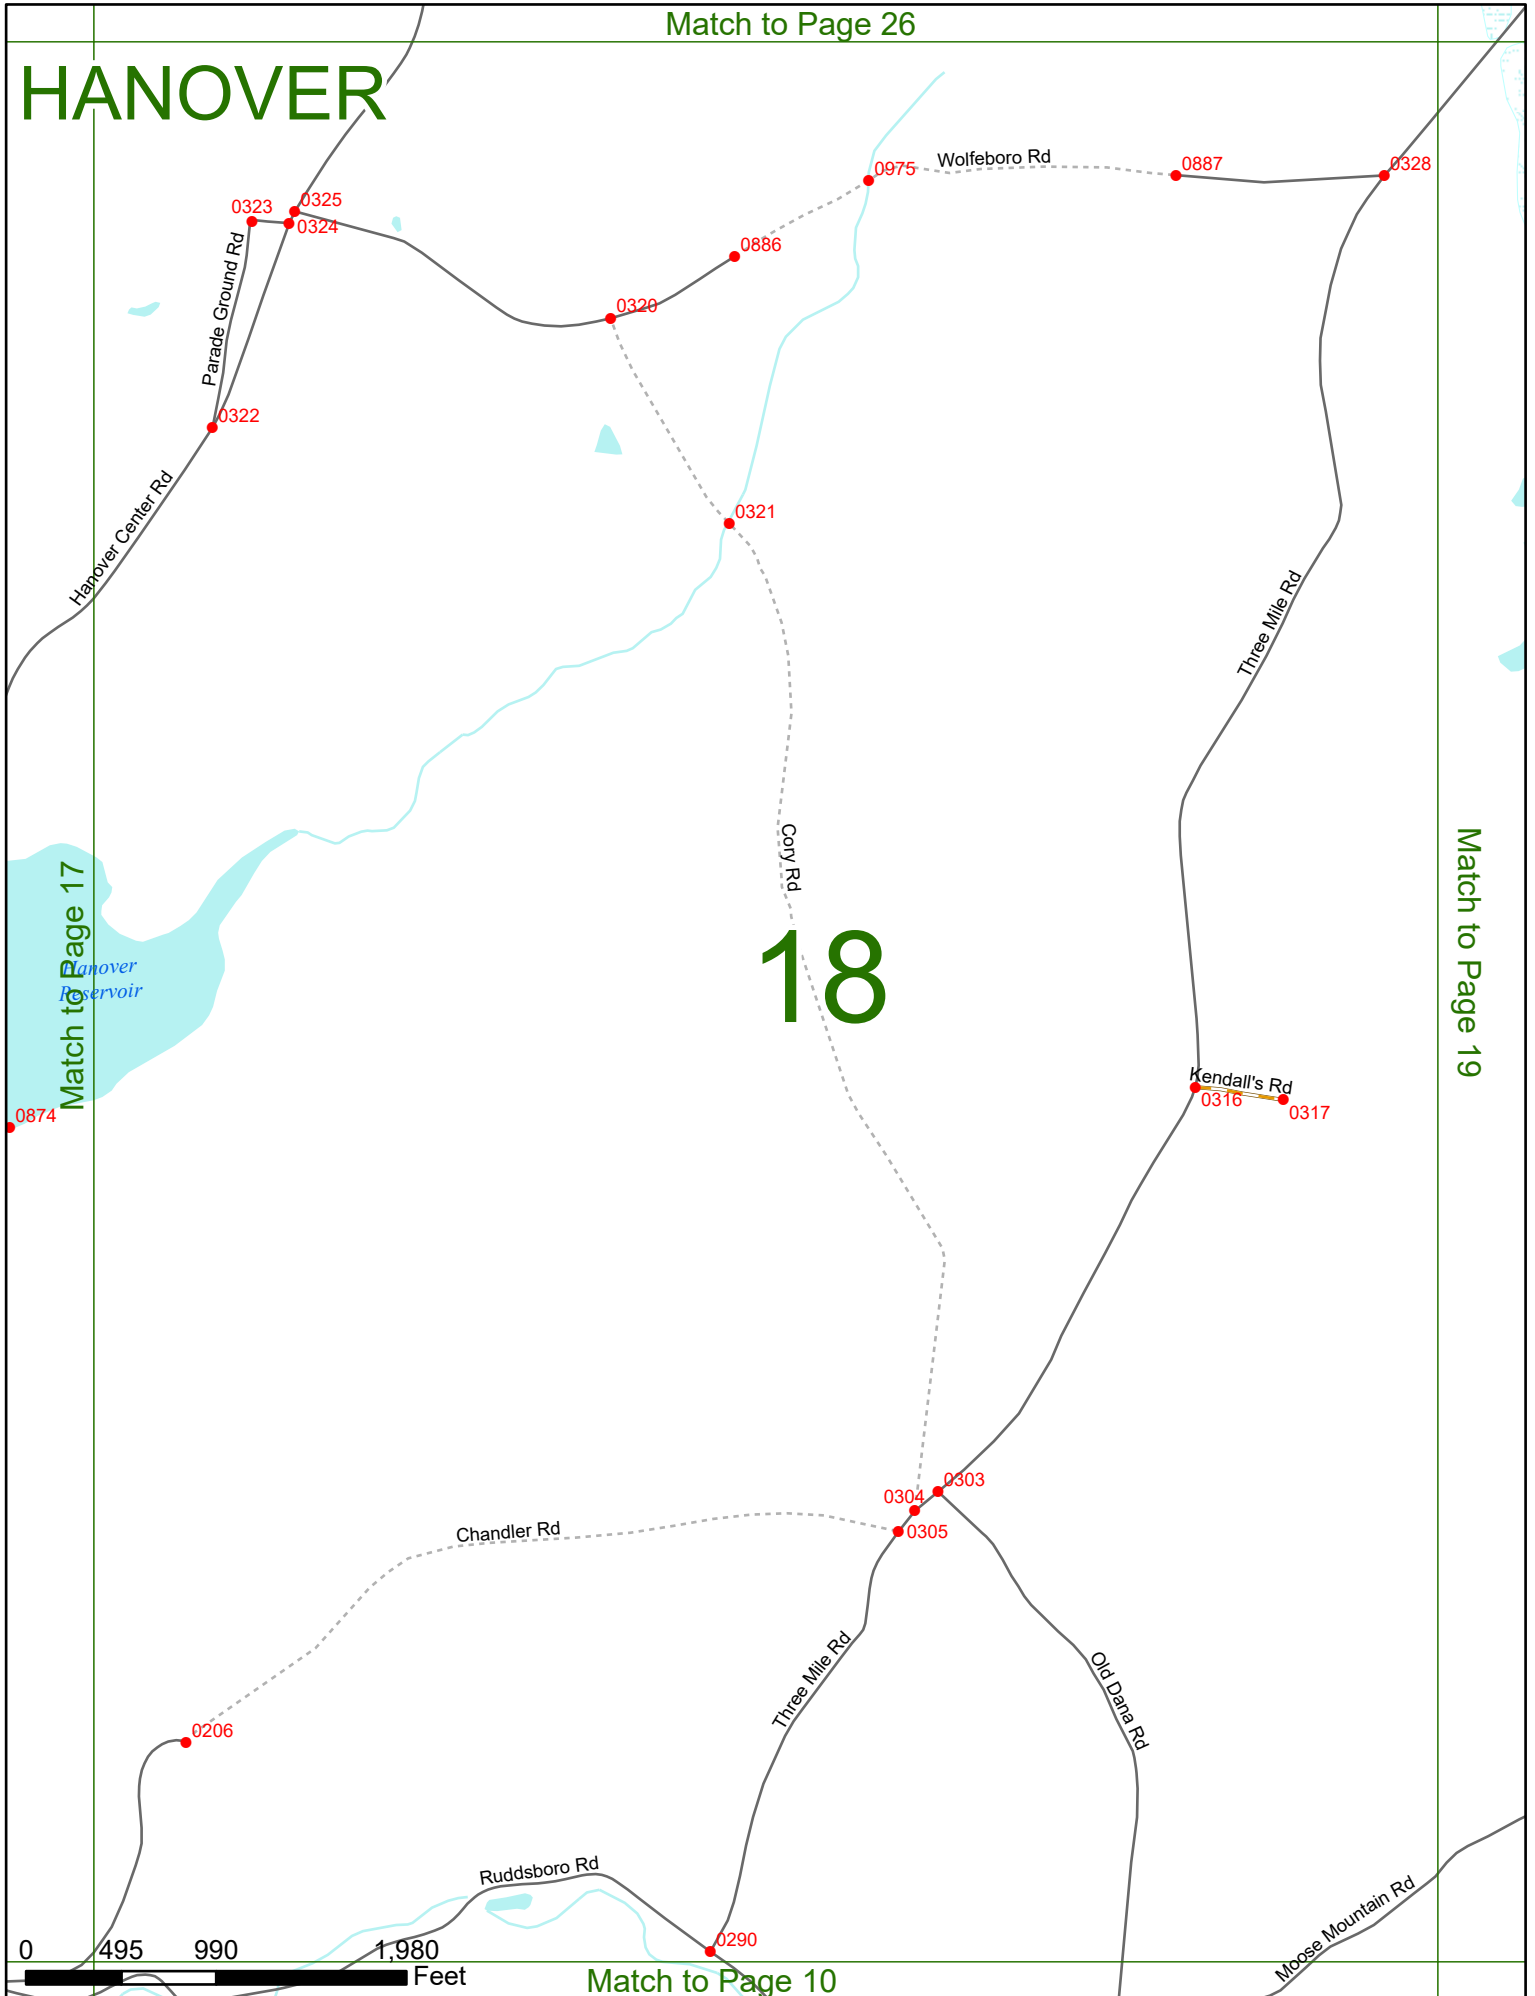 Match to Page 26
HANOVER
Wolfeboro Rd
0975
0887
0328
0325
0323
0324
0886
Parade Ground Rd
0320
0322
Hanover Center Rd
0321
Three Mile Rd
Cory Rd
Match to Page 17
Match to Page 19
18
Hanover
Reservoir
Kendall's Rd
0316
0317
0874
0303
0304
0305
Chandler Rd
Three Mile Rd
Old Dana Rd
0206
Ruddsboro Rd
Moose Mountain Rd
0290
0 495 990 1,980
Feet
Match to Page 10